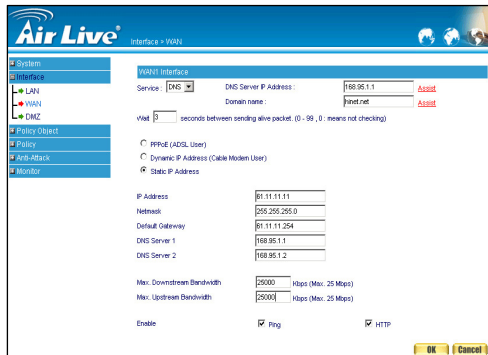 Air Live®
Interface > WAN
System
Interface
LAN
WAN
DMZ
Policy Object
Policy
Anti-Attack
Monitor
WAN1 Interface
Service : DNS DNS Server IP Address : 168.95.1.1 Assist
Domain name : hinet.net Assist
Wait 3 seconds between sending alive packet. (0 - 99 , 0 : means not checking)
PPPoE (ADSL User)
Dynamic IP Address (Cable Modem User)
Static IP Address
IP Address 61.11.11.11
Netmask 255.255.255.0
Default Gateway 61.11.11.254
DNS Server 1 168.95.1.1
DNS Server 2 168.95.1.2
Max. Downstream Bandwidth 25000 Kbps (Max. 25 Mbps)
Max. Upstream Bandwidth 25000 Kbps (Max. 25 Mbps)
Enable Ping HTTP
OK Cancel